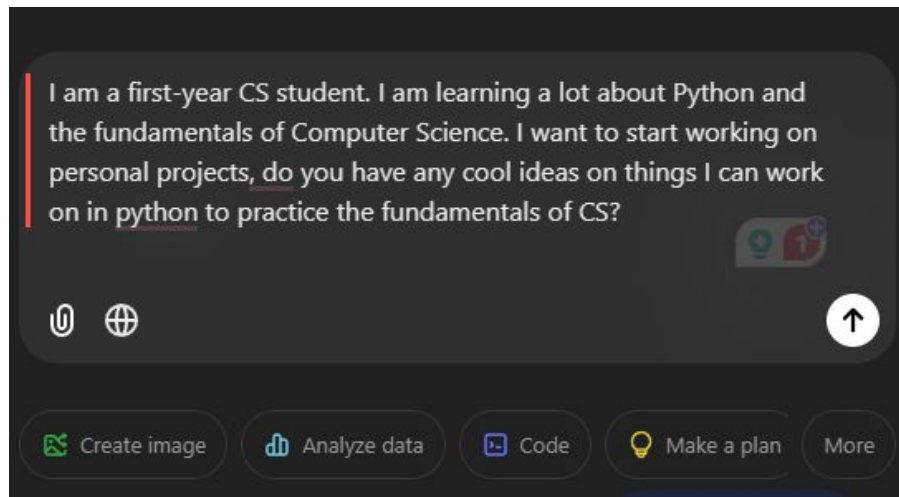 I am a first-year CS student. I am learning a lot about Python and
the fundamentals of Computer Science. I want to start working on
personal projects, do you have any cool ideas on things I can work
on in python to practice the fundamentals of CS?
1
Create image
Analyze data
Code
Make a plan
More